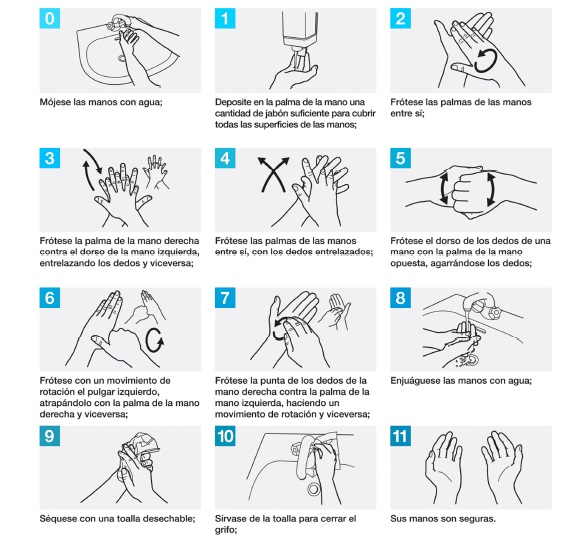 0
Mójese las manos con agua;
1
Deposite en la palma de la mano una
cantidad de jabón suficiente para cubrir
todas las superficies de las manos;
2
Frótese las palmas de las manos
entre sí;
3
Frótese la palma de la mano derecha
contra el dorso de la mano izquierda,
entrelazando los dedos y viceversa;
4
Frótese las palmas de las manos
entre sí, con los dedos entrelazados;
5
Frótese el dorso de los dedos de una
mano con la palma de la mano
opuesta, agarrándose los dedos;
6
Frótese con un movimiento de
rotación el pulgar izquierdo,
atrapándolo con la palma de la mano
derecha y viceversa;
7
Frótese la punta de los dedos de la
mano derecha contra la palma de la
mano izquierda, haciendo un
movimiento de rotación y viceversa;
8
Enjuáguese las manos con agua;
9
Séquese con una toalla desechable;
10
Sirvase de la toalla para cerrar el
grifo;
11
Sus manos son seguras.